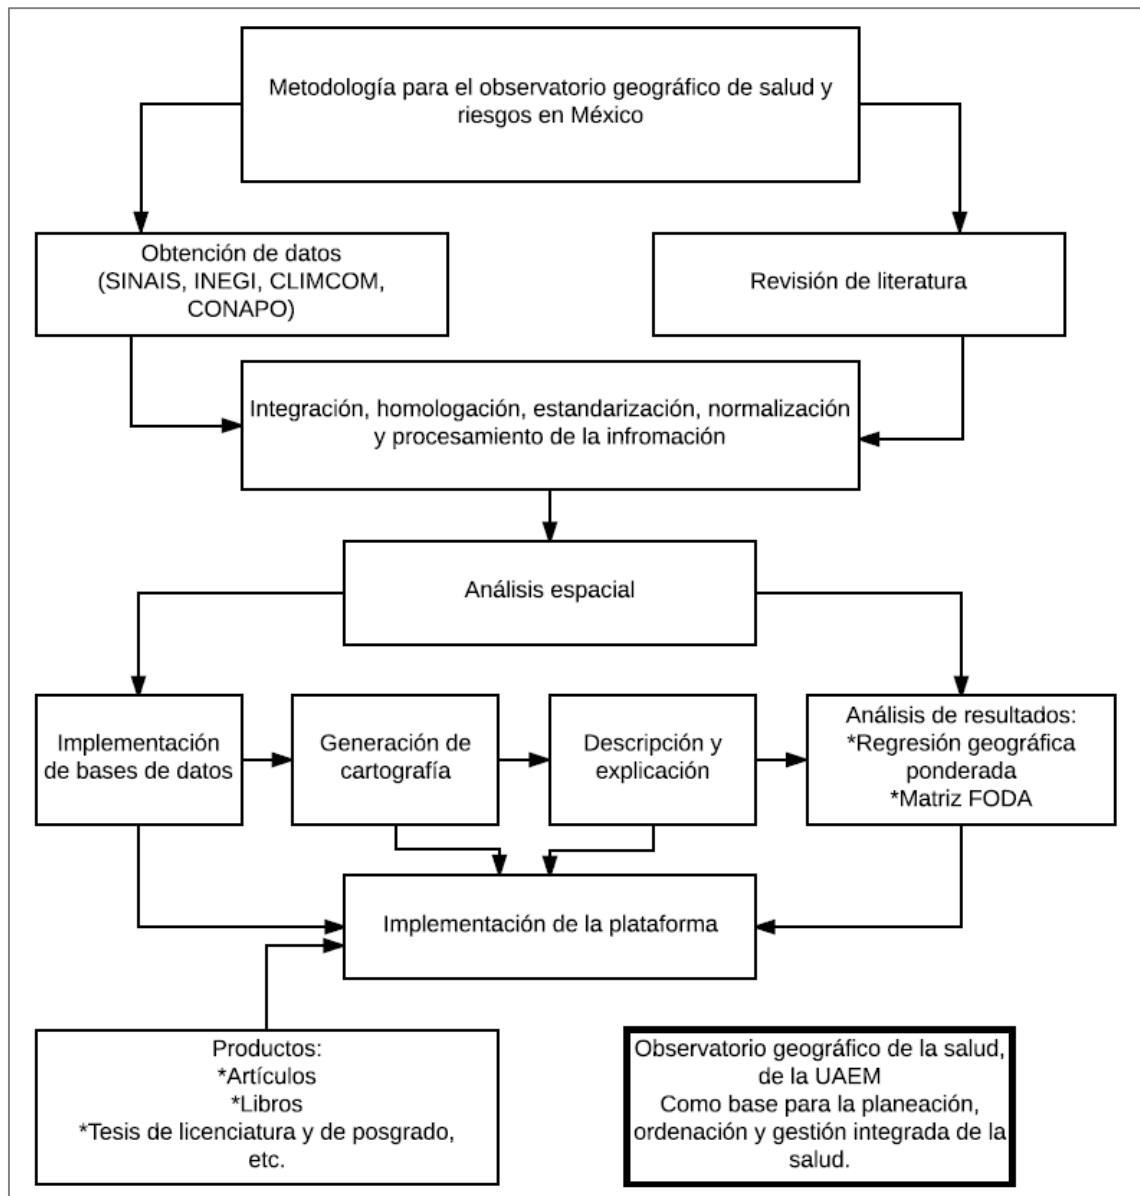 Metodología para el observatorio geográfico de salud y
riesgos en México
Obtención de datos
(SINAIS, INEGI, CLIMCOM,
CONAPO)
Revisión de literatura
Integración, homologación, estandarización, normalización
y procesamiento de la infromación
Análisis espacial
Implementación
de bases de datos
Generación de
cartografía
Descripción y
explicación
Análisis de resultados:
*Regresión geográfica
ponderada
*Matriz FODA
Implementación de la plataforma
Productos:
*Artículos
*Libros
*Tesis de licenciatura y de posgrado,
etc.
Observatorio geográfico de la salud,
de la UAEM
Como base para la planeación,
ordenación y gestión integrada de la
salud.